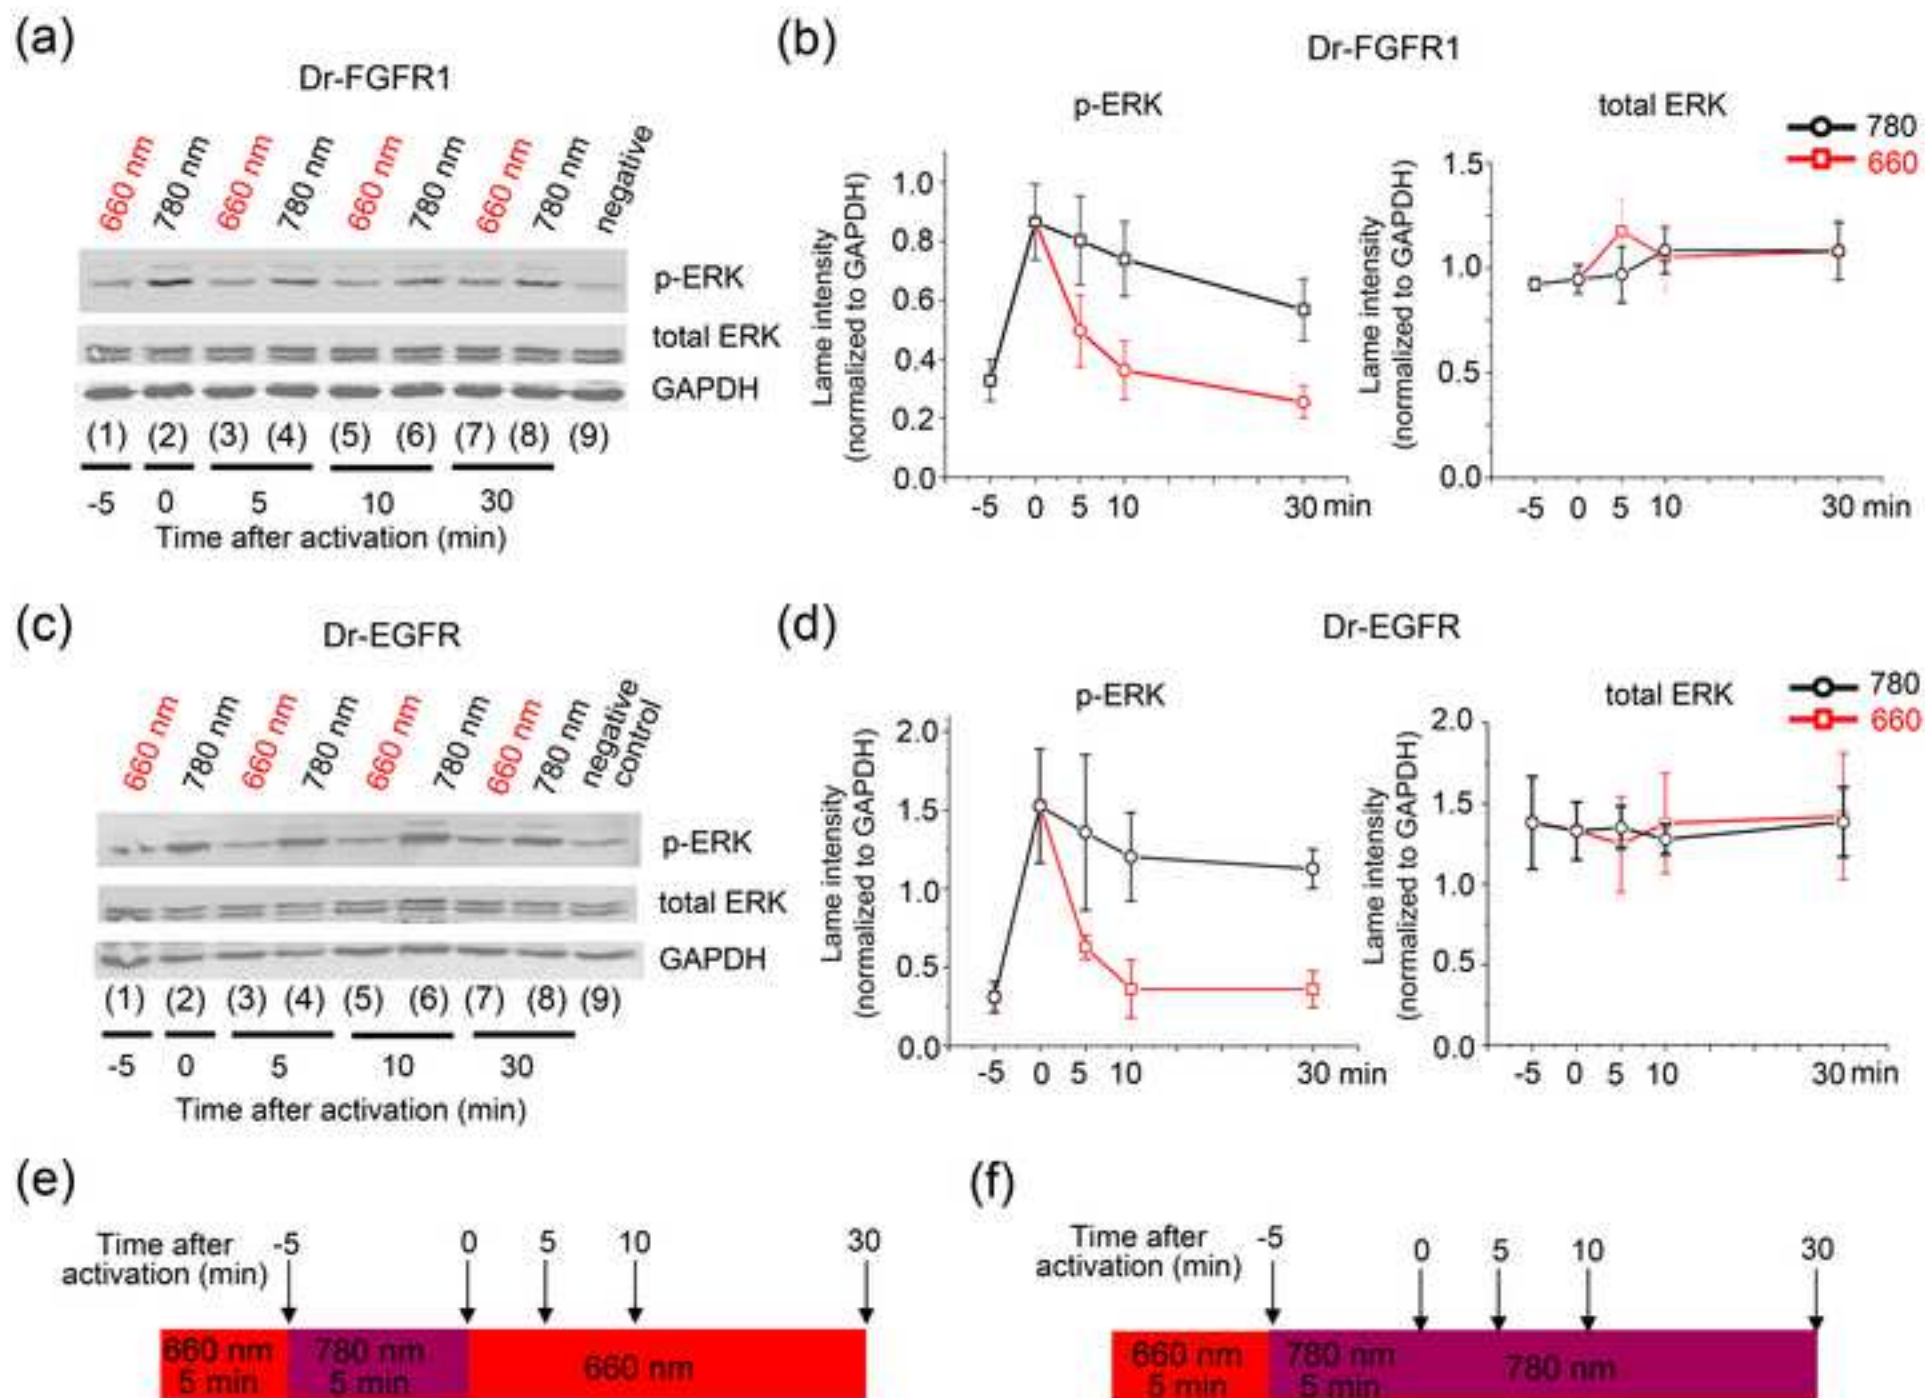 (a)
Dr-FGFR1
660 nm 780 nm 660 nm 780 nm 660 nm 780 nm 660 nm 780 nm negative
p-ERK
total ERK
GAPDH
(1) (2) (3) (4) (5) (6) (7) (8) (9)
-5 0 5 10 30
Time after activation (min)
(b)
Dr-FGFR1
p-ERK
Lame intensity
(normalized to GAPDH)
1.0
0.8
0.6
0.4
0.2
0.0
-5 0 5 10 30 min
total ERK
780
660
Lame intensity
(normalized to GAPDH)
1.5
1.0
0.5
0.0
-5 0 5 10 30 min
(c)
Dr-EGFR
660 nm 780 nm 660 nm 780 nm 660 nm 780 nm 660 nm 780 nm negative
control
p-ERK
total ERK
GAPDH
(1) (2) (3) (4) (5) (6) (7) (8) (9)
-5 0 5 10 30
Time after activation (min)
(d)
Dr-EGFR
p-ERK
Lame intensity
(normalized to GAPDH)
2.0
1.5
1.0
0.5
0.0
-5 0 5 10 30 min
total ERK
780
660
Lame intensity
(normalized to GAPDH)
2.0
1.5
1.0
0.5
0.0
-5 0 5 10 30 min
(e)
Time after
activation (min)
-5 0 5 10 30
660 nm
5 min
780 nm
5 min
660 nm
(f)
Time after
activation (min)
-5 0 5 10 30
660 nm
5 min
780 nm
5 min
780 nm